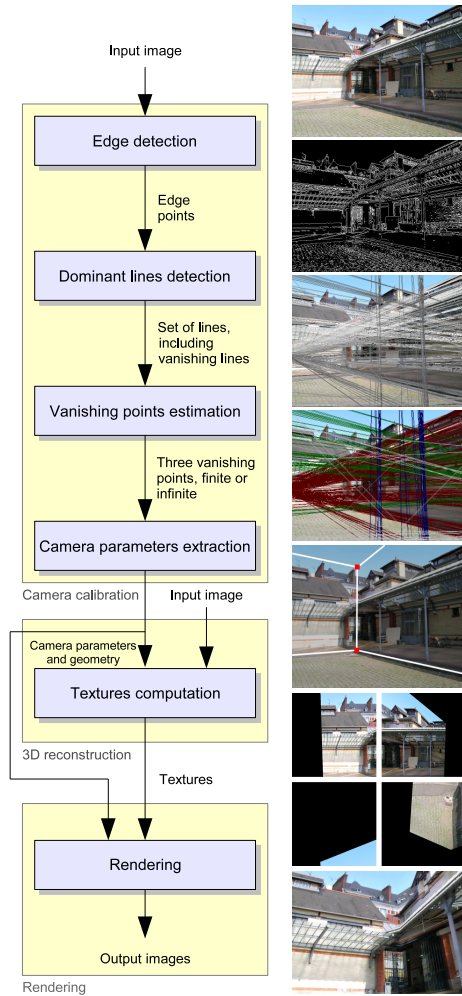 Input image
Edge detection
Edge
points
Dominant lines detection
Set of lines,
including
vanishing lines
Vanishing points estimation
Three vanishing
points, finite or
infinite
Camera parameters extraction
Camera calibration
Input image
Camera parameters
and geometry
Textures computation
3D reconstruction
Textures
Rendering
Output images
Rendering